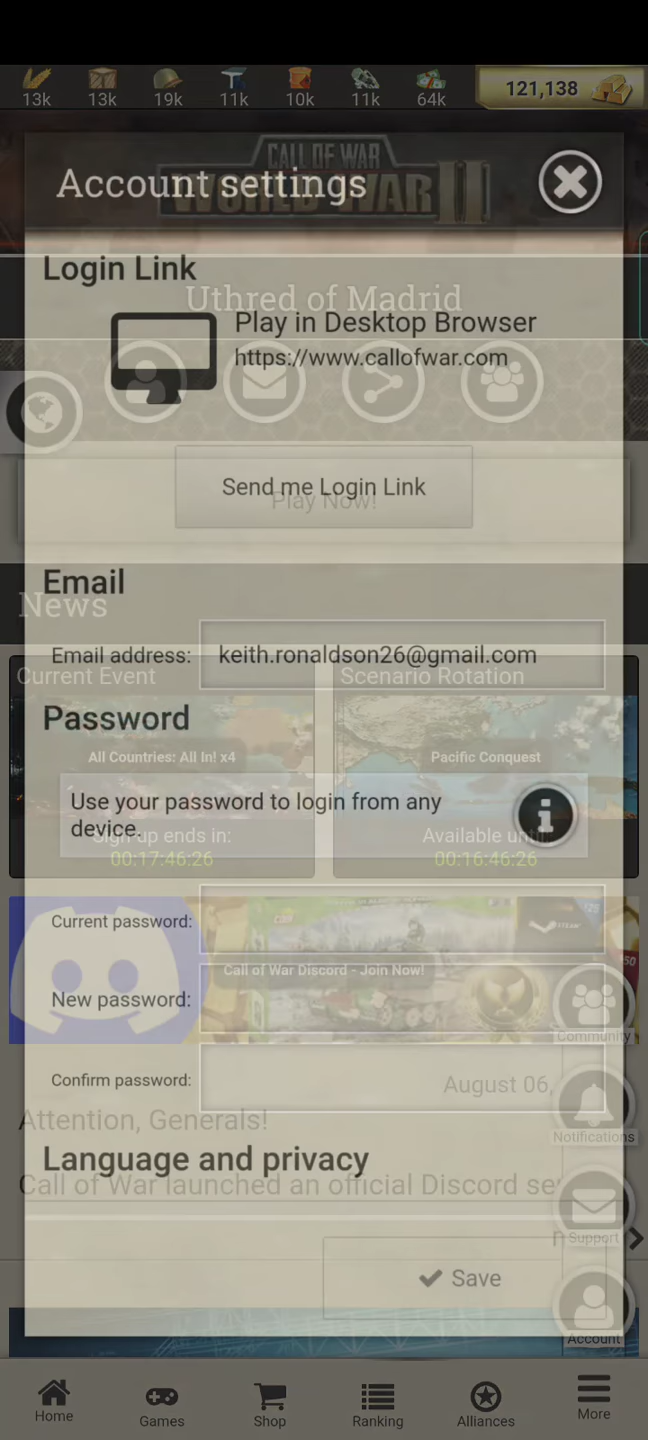 13k 13k 19k 11k 10k 11k 64k 121,138
CALL OF WAR
WORLD WAR II
Account settings
Login Link
Uthred of Madrid
Play in Desktop Browser
https://www.callofwar.com
Send me Login Link
Play Now!
Email
News
Email address: keith.ronaldson26@gmail.com
Current Event Scenario Rotation
Password
All Countries: All In! x4 Pacific Conquest
Use your password to login from any
device.
Sign-up ends in: Available until
00:17:46:26 00:16:46:26
Current password:
STEAM
Call of War Discord - Join Now!
50
New password:
Community
Confirm password:
August 06,
Attention, Generals!
Notifications
Language and privacy
Call of War launched an official Discord se
Support
Save
Account
Home Games Shop Ranking Alliances More